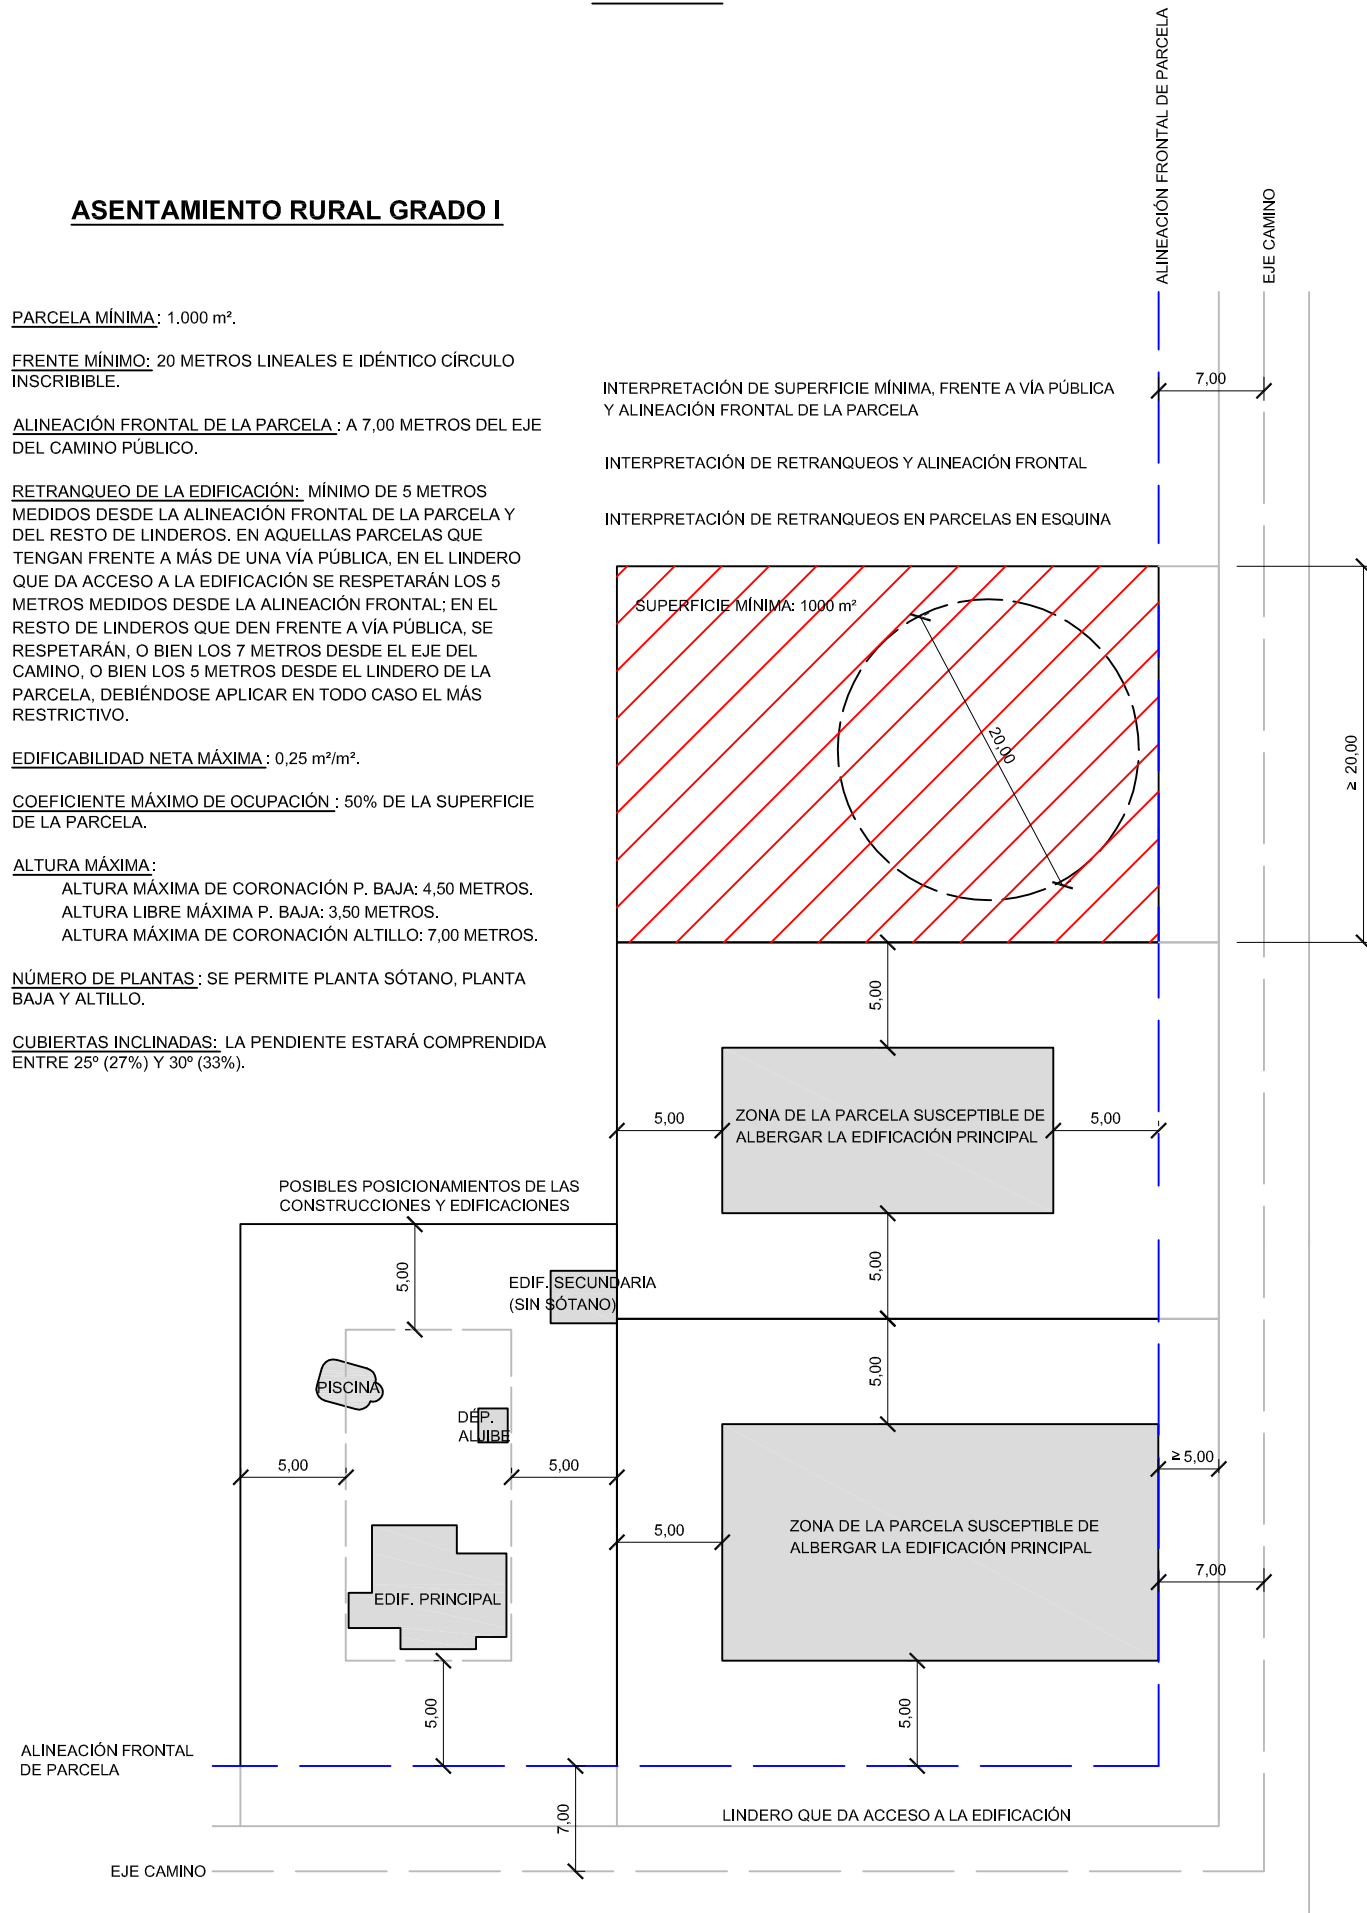 ASENTAMIENTO RURAL GRADO I
PARCELA MÍNIMA: 1.000 m².
FRENTE MÍNIMO: 20 METROS LINEALES E IDÉNTICO CÍRCULO
INSCRIBIBLE.
ALINEACIÓN FRONTAL DE LA PARCELA : A 7,00 METROS DEL EJE
DEL CAMINO PÚBLICO.
RETRANQUEO DE LA EDIFICACIÓN: MÍNIMO DE 5 METROS
MEDIDOS DESDE LA ALINEACIÓN FRONTAL DE LA PARCELA Y
DEL RESTO DE LINDEROS. EN AQUELLAS PARCELAS QUE
TENGAN FRENTE A MÁS DE UNA VÍA PÚBLICA, EN EL LINDERO
QUE DA ACCESO A LA EDIFICACIÓN SE RESPETARÁN LOS 5
METROS MEDIDOS DESDE LA ALINEACIÓN FRONTAL; EN EL
RESTO DE LINDEROS QUE DEN FRENTE A VÍA PÚBLICA, SE
RESPETARÁN, O BIEN LOS 7 METROS DESDE EL EJE DEL
CAMINO, O BIEN LOS 5 METROS DESDE EL LINDERO DE LA
PARCELA, DEBIÉNDOSE APLICAR EN TODO CASO EL MÁS
RESTRICTIVO.
EDIFICABILIDAD NETA MÁXIMA : 0,25 m²/m².
COEFICIENTE MÁXIMO DE OCUPACIÓN : 50% DE LA SUPERFICIE
DE LA PARCELA.
ALTURA MÁXIMA:
ALTURA MÁXIMA DE CORONACIÓN P. BAJA: 4,50 METROS.
ALTURA LIBRE MÁXIMA P. BAJA: 3,50 METROS.
ALTURA MÁXIMA DE CORONACIÓN ALTILLO: 7,00 METROS.
NÚMERO DE PLANTAS : SE PERMITE PLANTA SÓTANO, PLANTA
BAJA Y ALTILLO.
CUBIERTAS INCLINADAS: LA PENDIENTE ESTARÁ COMPRENDIDA
ENTRE 25º (27%) Y 30º (33%).
ALINEACIÓN FRONTAL DE PARCELA
EJE CAMINO
7,00
INTERPRETACIÓN DE SUPERFICIE MÍNIMA, FRENTE A VÍA PÚBLICA
Y ALINEACIÓN FRONTAL DE LA PARCELA
INTERPRETACIÓN DE RETRANQUEOS Y ALINEACIÓN FRONTAL
INTERPRETACIÓN DE RETRANQUEOS EN PARCELAS EN ESQUINA
SUPERFICIE MÍNIMA: 1000 m²
20,00
≥ 20,00
5,00
5,00
ZONA DE LA PARCELA SUSCEPTIBLE DE
ALBERGAR LA EDIFICACIÓN PRINCIPAL
5,00
5,00
POSIBLES POSICIONAMIENTOS DE LAS
CONSTRUCCIONES Y EDIFICACIONES
5,00
EDIF. SECUNDARIA
(SIN SÓTANO)
5,00
PISCINA
DÉP.
ALJIBE
5,00
5,00
≥ 5,00
5,00
ZONA DE LA PARCELA SUSCEPTIBLE DE
ALBERGAR LA EDIFICACIÓN PRINCIPAL
7,00
EDIF. PRINCIPAL
5,00
5,00
ALINEACIÓN FRONTAL
DE PARCELA
7,00
LINDERO QUE DA ACCESO A LA EDIFICACIÓN
EJE CAMINO